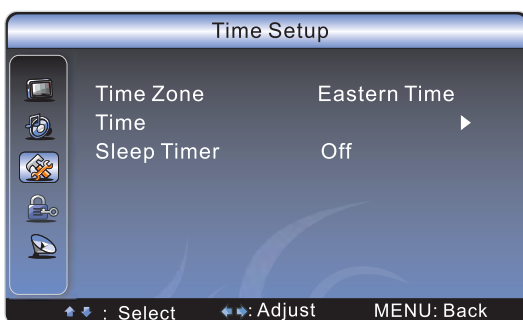 Time Setup
Time Zone Eastern Time
Time
Sleep Timer Off
: Select : Adjust MENU: Back